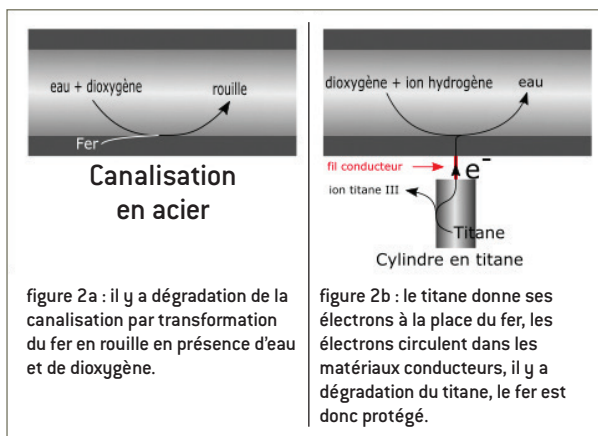 eau + dioxygène
rouille
Fer
Canalisation
en acier
figure 2a : il y a dégradation de la
canalisation par transformation
du fer en rouille en présence d'eau
et de dioxygène.
dioxygène + ion hydrogène
eau
fil conducteur
e-
ion titane III
Titane
Cylindre en titane
figure 2b : le titane donne ses
électrons à la place du fer, les
électrons circulent dans les
matériaux conducteurs, il y a
dégradation du titane, le fer est
donc protégé.